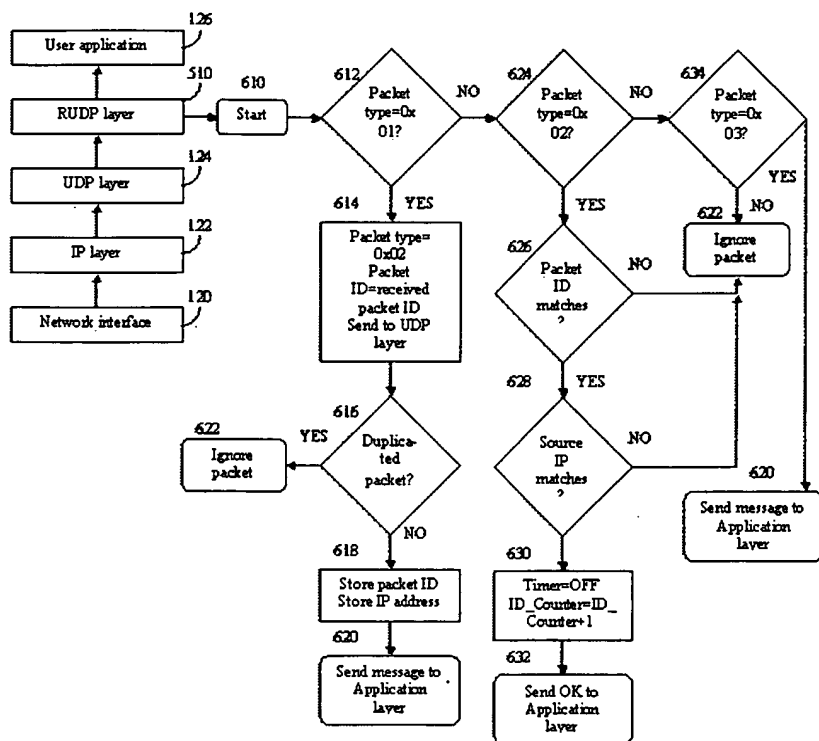 126
User application
510
RUDP layer
124
UDP layer
122
IP layer
120
Network interface
610
Start
612
Packet
type=0x
01?
NO
YES
614
Packet type=
0x02
Packet
ID=received
packet ID
Send to UDP
layer
616
Duplica-
ted
packet?
YES
622
Ignore
packet
NO
618
Store packet ID
Store IP address
620
Send message to
Application
layer
624
Packet
type=0x
02?
NO
YES
626
Packet
ID
matches
?
NO
YES
628
Source
IP
matches
?
NO
YES
630
Timer=OFF
ID_Counter=ID_
Counter+1
632
Send OK to
Application
layer
634
Packet
type=0x
03?
YES
NO
622
Ignore
packet
620
Send message to
Application
layer